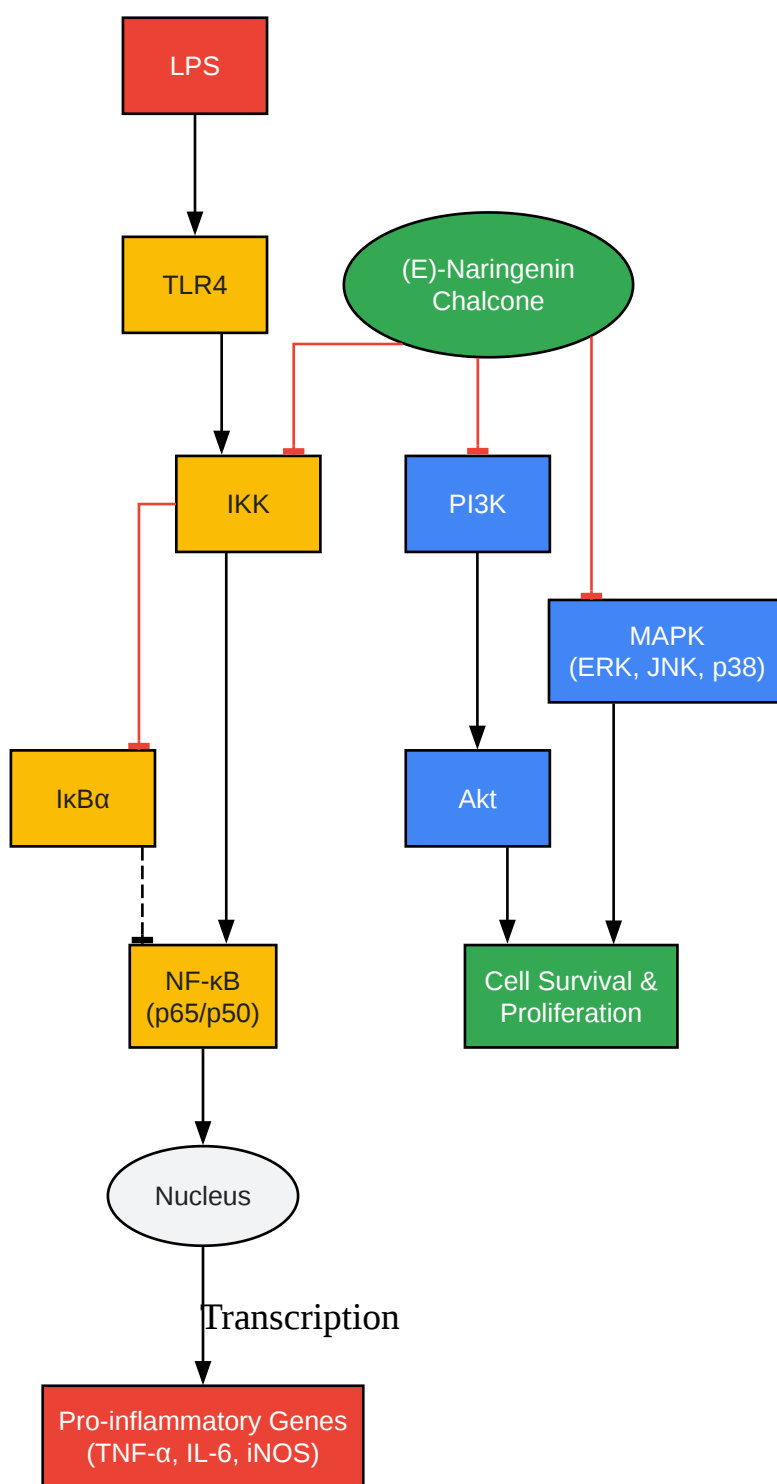 LPS
TLR4
(E)-Naringenin
Chalcone
IKK
PI3K
MAPK
(ERK, JNK, p38)
IκBα
Akt
NF-κB
(p65/p50)
Cell Survival &
Proliferation
Nucleus
Transcription
Pro-inflammatory Genes
(TNF-α, IL-6, iNOS)